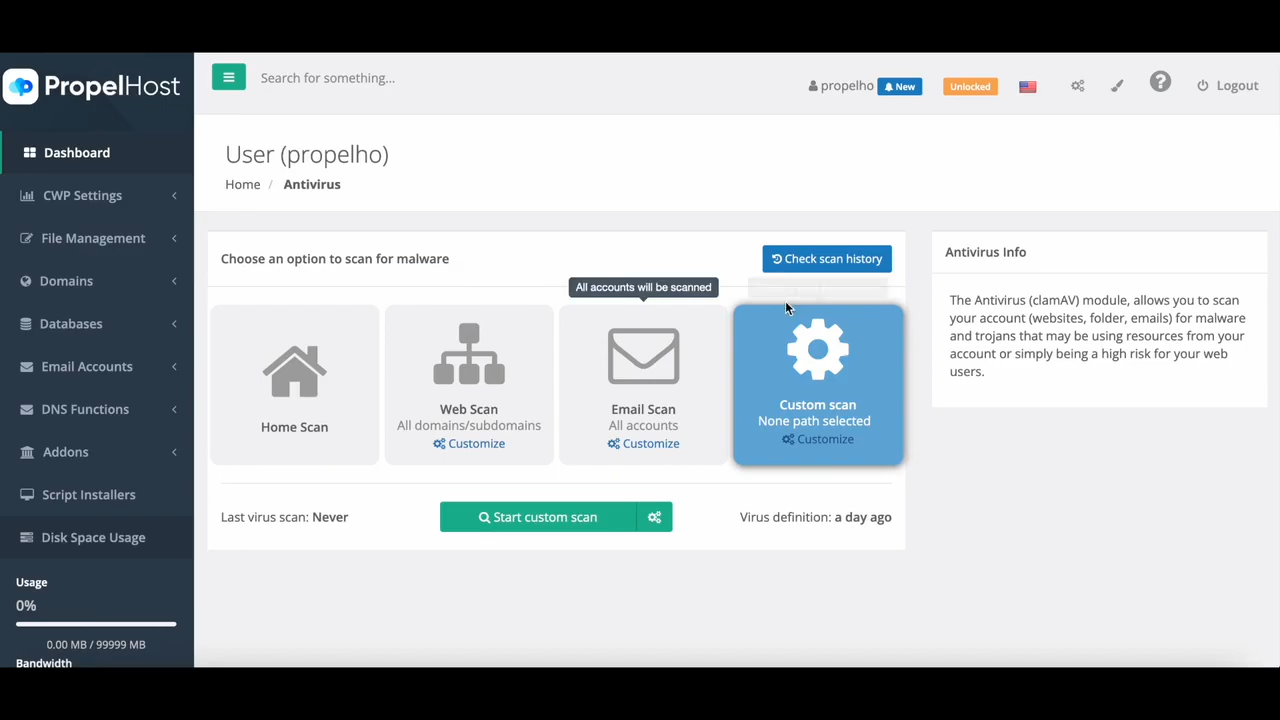 PropelHost
Search for something...
propelho
New
Unlocked
?
Logout
Dashboard
CWP Settings
File Management
Domains
Databases
Email Accounts
DNS Functions
Addons
Script Installers
Disk Space Usage
Usage
0%
0.00 MB / 99999 MB
Bandwidth
User (propelho)
Home / Antivirus
Choose an option to scan for malware
Check scan history
All accounts will be scanned
Home Scan
Web Scan
All domains/subdomains
Customize
Email Scan
All accounts
Customize
Custom scan
None path selected
Customize
Last virus scan: Never
Start custom scan
Virus definition: a day ago
Antivirus Info
The Antivirus (clamAV) module, allows you to scan
your account (websites, folder, emails) for malware
and trojans that may be using resources from your
account or simply being a high risk for your web
users.